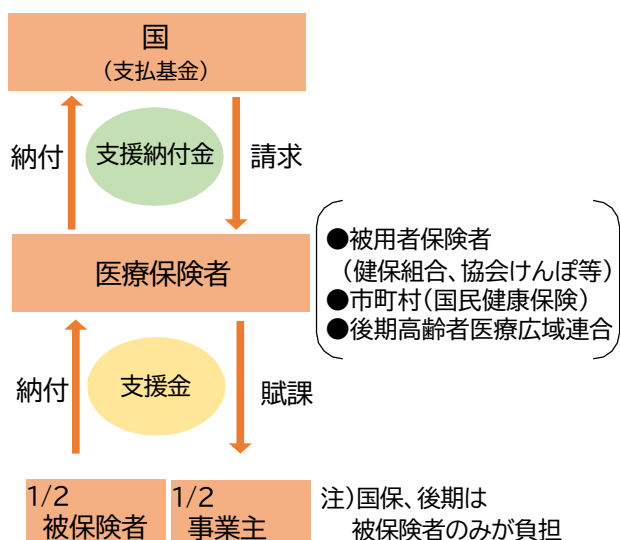 国
（支払基金）
納付
支援納付金
請求
医療保険者
●被用者保険者
（健保組合、協会けんぽ等）
●市町村（国民健康保険）
●後期高齢者医療広域連合
納付
支援金
賦課
1/2
被保険者
1/2
事業主
注）国保、後期は
被保険者のみが負担